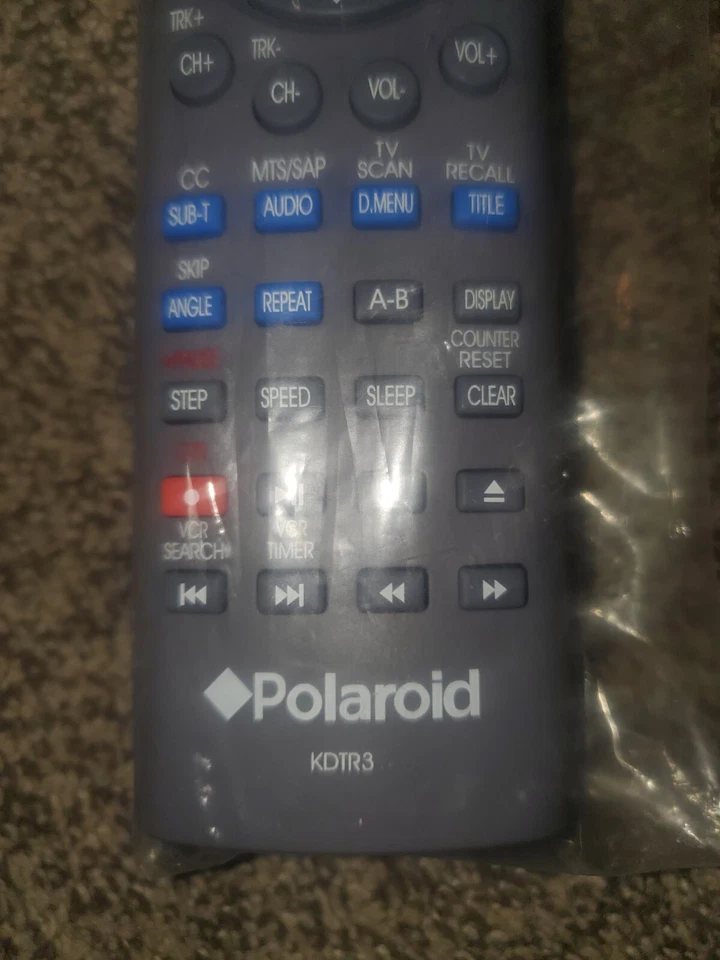 TRK+
TRK-
CH+
CH-
VOL-
VOL+
CC
MTS/SAP
TV
SCAN
TV
RECALL
SUB-T
AUDIO
D.MENU
TITLE
SKIP
ANGLE
REPEAT
A-B
DISPLAY
COUNTER
RESET
STEP
SPEED
SLEEP
CLEAR
VCR
SEARCH
VCR
TIMER
Polaroid
KDTR3